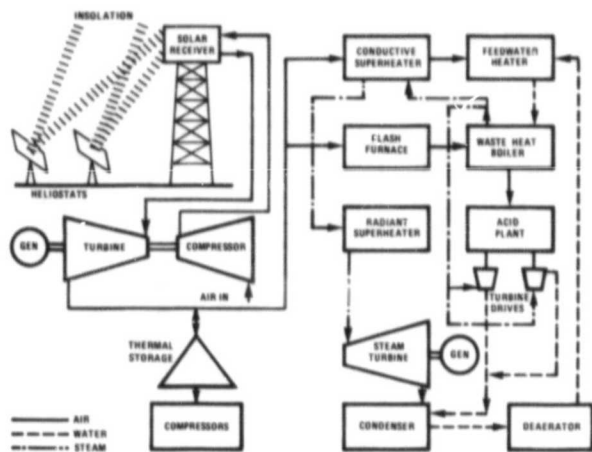 INSOLATION
SOLAR
RECEIVER
HELIOSTATS
GEN
TURBINE
COMPRESSOR
AIR IN
THERMAL
STORAGE
COMPRESSORS
AIR
WATER
STEAM
CONDUCTIVE
SUPERHEATER
FEEDWATER
HEATER
FLASH
FURNACE
WASTE HEAT
BOILER
RADIANT
SUPERHEATER
ACID
PLANT
TURBINE
DRIVES
STEAM
TURBINE
GEN
CONDENSER
DEAERATOR